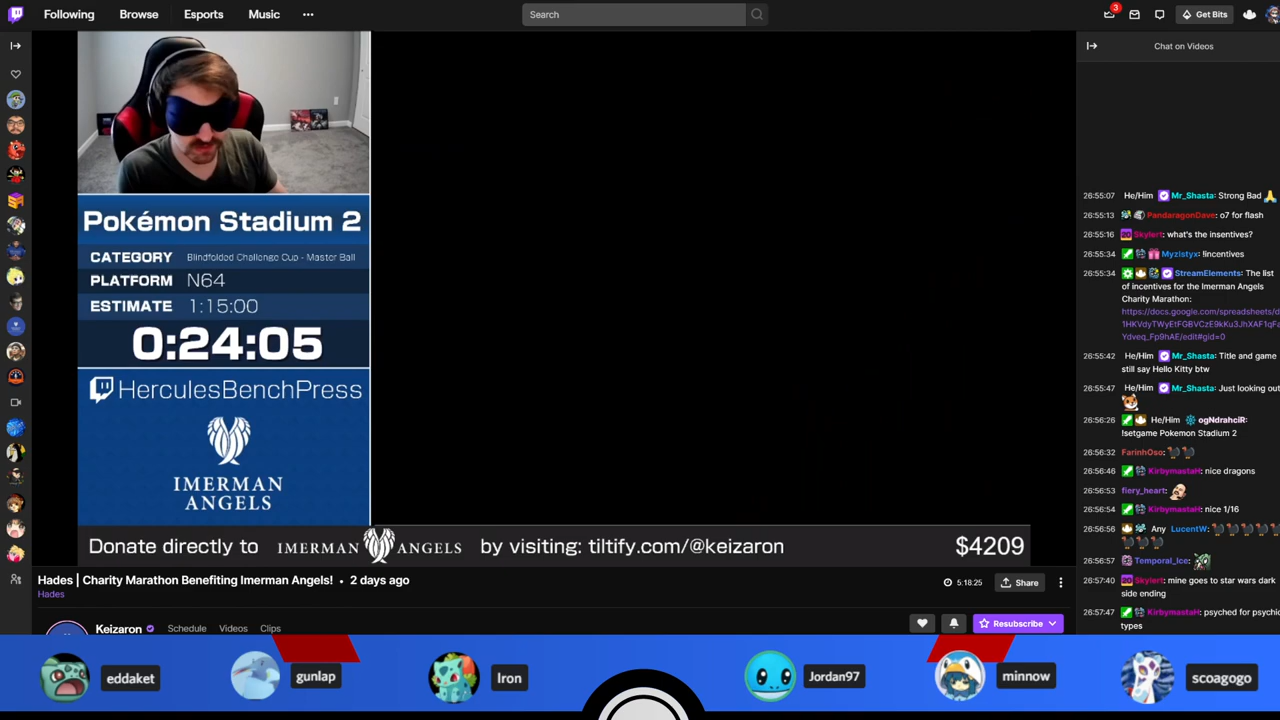 Following
Browse
Esports
Music
Search
3
Get Bits
Chat on Videos
Pokémon Stadium 2
CATEGORY Blindfolded Challenge Cup - Master Ball
PLATFORM N64
ESTIMATE 1:15:00
0:24:05
HerculesBenchPress
IMERMAN
ANGELS
Donate directly to IMERMAN ANGELS by visiting: tiltify.com/@keizaron $4209
Hades | Charity Marathon Benefiting Imerman Angels! • 2 days ago
Hades
5:18:25
Share
Keizaron
Schedule
Videos
Clips
Resubscribe
26:55:07 He/Him Mr_Shasta: Strong Bad
26:55:13 PandaragonDave: o7 for flash
26:55:16 20 Skylert: what's the insentives?
26:55:34 Myzistyx: !incentives
26:55:34 StreamElements: The list
of incentives for the Imerman Angels
Charity Marathon:
https://docs.google.com/spreadsheets/d
26:55:42 He/Him Mr_Shasta: Title and game
still say Hello Kitty btw
26:55:47 He/Him Mr_Shasta: Just looking out
26:56:26 He/Him ogNdrahciR:
!setgame Pokemon Stadium 2
26:56:32 FarinhOso:
26:56:46 KirbymastaH: nice dragons
26:56:53 fiery_heart:
26:56:54 KirbymastaH: nice 1/16
26:56:56 Any LucentW:
26:56:57 Temporal_Ice:
26:57:40 20 Skylert: mine goes to star wars dark
side ending
26:57:47 KirbymastaH: psyched for psychic
types
eddaket
gunlap
Iron
Jordan97
minnow
scoagogo